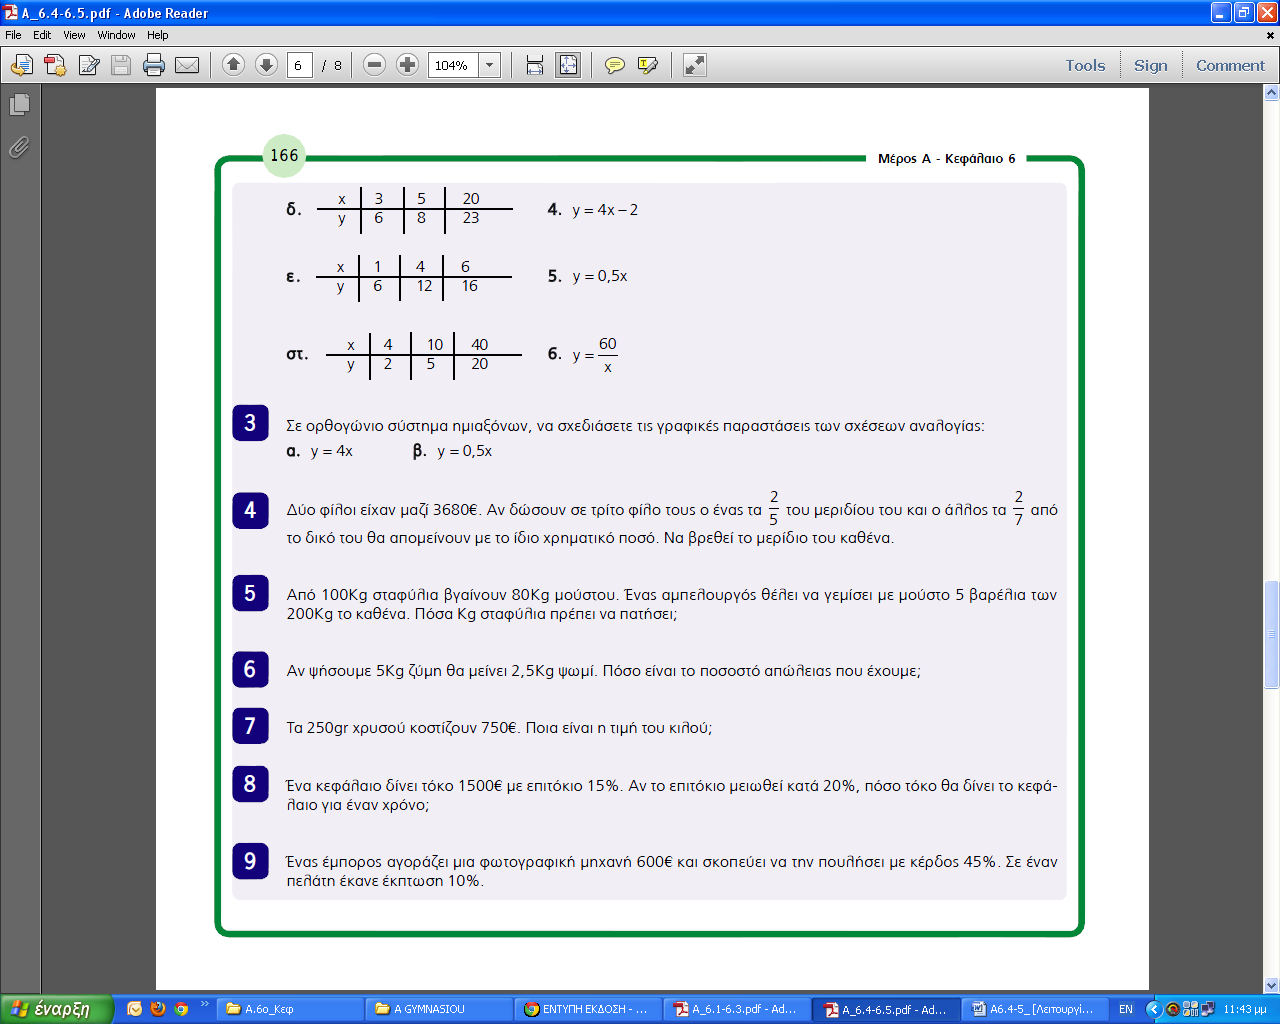 A_6.4-6.5.pdf - Adobe Reader
File Edit View Window Help
6 / 8 104% Tools Sign Comment
166
Μέρος Α - Κεφάλαιο 6
δ. x 3 5 20
y 6 8 23
4. y = 4x – 2
ε. x 1 4 6
y 6 12 16
5. y = 0,5x
στ. x 4 10 40
y 2 5 20
6. y = 60/x
3 Σε ορθογώνιο σύστημα ημιαξόνων, να σχεδιάσετε τις γραφικές παραστάσεις των σχέσεων αναλογίας:
α. y = 4x β. y = 0,5x
4 Δύο φίλοι είχαν μαζί 3680€. Αν δώσουν σε τρίτο φίλο τους ο ένας τα 2/5 του μεριδίου του και ο άλλος τα 2/7 από
το δικό του θα απομείνουν με το ίδιο χρηματικό ποσό. Να βρεθεί το μερίδιο του καθένα.
5 Από 100Kg σταφύλια βγαίνουν 80Kg μούστου. Ένας αμπελουργός θέλει να γεμίσει με μούστο 5 βαρέλια των
200Kg το καθένα. Πόσα Kg σταφύλια πρέπει να πατήσει;
6 Αν ψήσουμε 5Kg ζύμη θα μείνει 2,5Kg ψωμί. Πόσο είναι το ποσοστό απώλειας που έχουμε;
7 Τα 250gr χρυσού κοστίζουν 750€. Ποια είναι η τιμή του κιλού;
8 Ένα κεφάλαιο δίνει τόκο 1500€ με επιτόκιο 15%. Αν το επιτόκιο μειωθεί κατά 20%, πόσο τόκο θα δίνει το κεφά-
λαιο για έναν χρόνο;
9 Ένας έμπορος αγοράζει μια φωτογραφική μηχανή 600€ και σκοπεύει να την πουλήσει με κέρδος 45%. Σε έναν
πελάτη έκανε έκπτωση 10%.
έναρξη A.6ο_Κεφ A GYMNASIOU ΕΝΤΥΠΗ ΕΚΔΟΣΗ - ... A_6.1-6.3.pdf - Ad... A_6.4-6.5.pdf - Ad... A6.4-5_ [Λειτουργί... EN 11:43 μμ